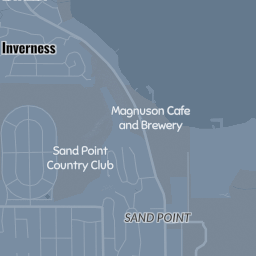 Inverness
Magnuson Cafe
and Brewery
Sand Point
Country Club
SAND POINT